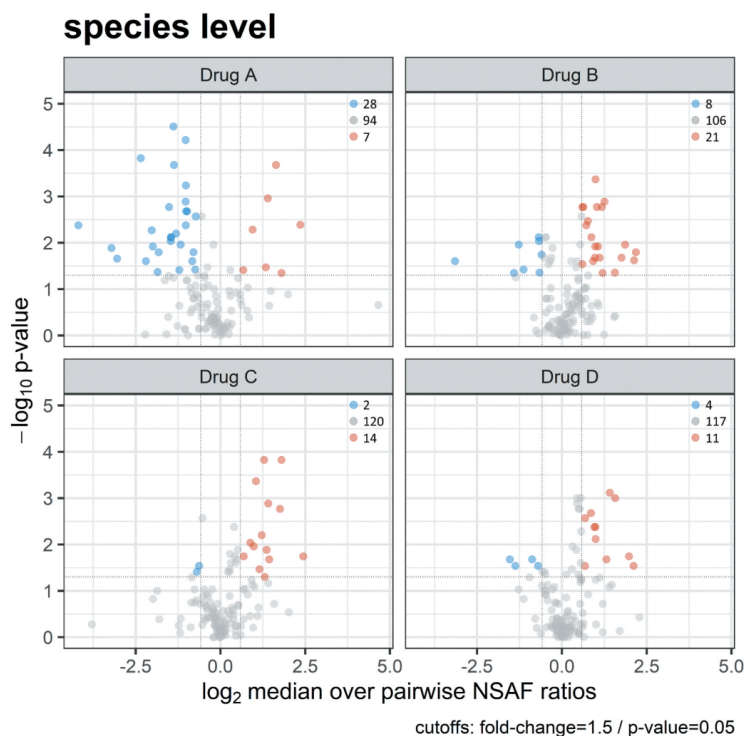 species level
Drug A
Drug B
28
94
7
8
106
21
5
4
3
2
1
0
Drug C
Drug D
2
120
14
4
117
11
5
4
3
2
1
0
-2.5 0.0 2.5 5.0
-2.5 0.0 2.5 5.0
−log10 p-value
log2 median over pairwise NSAF ratios
cutoffs: fold-change=1.5 / p-value=0.05